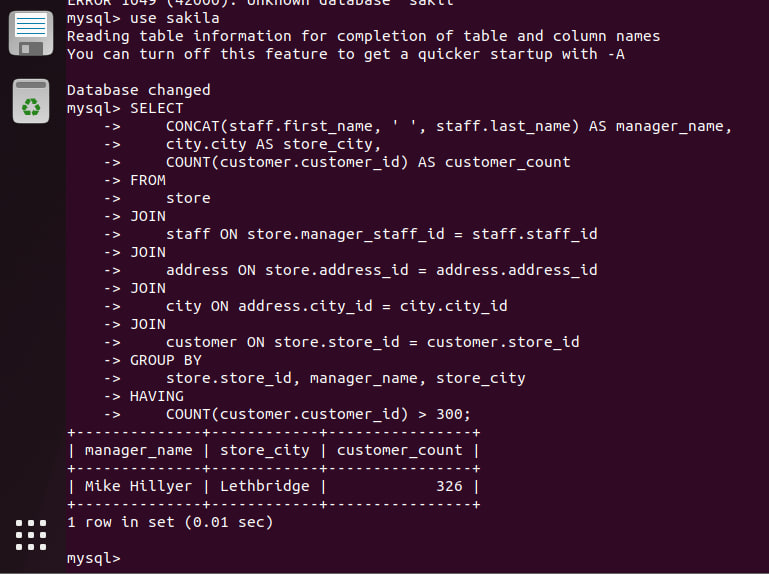 ERROR 1049 (42000): Unknown database 'sakil'
mysql> use sakila
Reading table information for completion of table and column names
You can turn off this feature to get a quicker startup with -A
Database changed
mysql> SELECT
    ->     CONCAT(staff.first_name, ' ', staff.last_name) AS manager_name,
    ->     city.city AS store_city,
    ->     COUNT(customer.customer_id) AS customer_count
    -> FROM
    ->     store
    -> JOIN
    ->     staff ON store.manager_staff_id = staff.staff_id
    -> JOIN
    ->     address ON store.address_id = address.address_id
    -> JOIN
    ->     city ON address.city_id = city.city_id
    -> JOIN
    ->     customer ON store.store_id = customer.store_id
    -> GROUP BY
    ->     store.store_id, manager_name, store_city
    -> HAVING
    ->     COUNT(customer.customer_id) > 300;
+--------------+------------+----------------+
| manager_name | store_city | customer_count |
+--------------+------------+----------------+
| Mike Hillyer | Lethbridge |            326 |
+--------------+------------+----------------+
1 row in set (0.01 sec)
mysql>